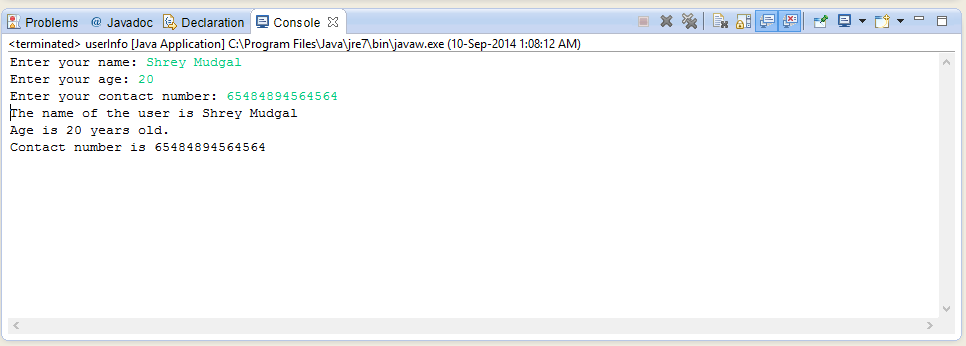 Problems @ Javadoc Declaration Console
<terminated> userInfo [Java Application] C:\Program Files\Java\jre7\bin\javaw.exe (10-Sep-2014 1:08:12 AM)
Enter your name: Shrey Mudgal
Enter your age: 20
Enter your contact number: 65484894564564
The name of the user is Shrey Mudgal
Age is 20 years old.
Contact number is 65484894564564